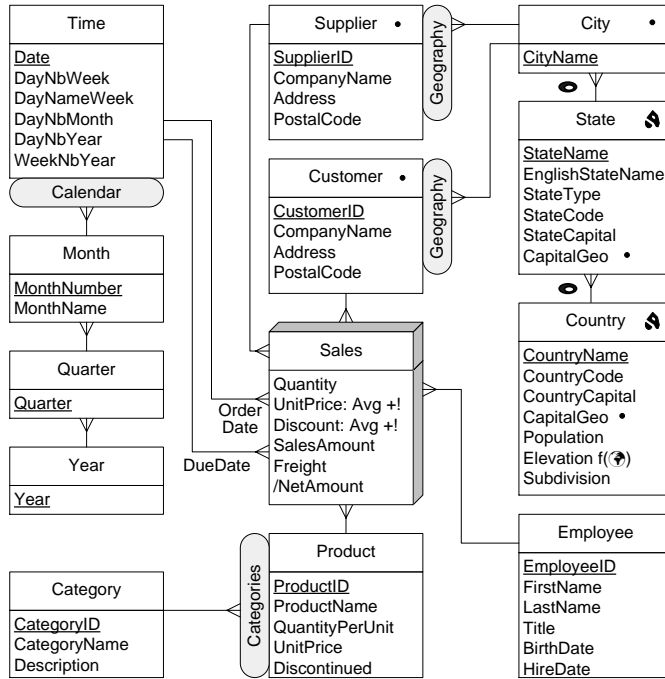 Time
Date
DayNbWeek
DayNameWeek
DayNbMonth
DayNbYear
WeekNbYear
Calendar
Month
MonthNumber
MonthName
Quarter
Quarter
Year
Year
Category
CategoryID
CategoryName
Description
Supplier
SupplierID
CompanyName
Address
PostalCode
Geography
Customer
CustomerID
CompanyName
Address
PostalCode
Geography
Sales
Quantity
UnitPrice: Avg +!
Discount: Avg +!
SalesAmount
Freight
/NetAmount
Order
Date
DueDate
Product
ProductID
ProductName
QuantityPerUnit
UnitPrice
Discontinued
Categories
City
CityName
State
StateName
EnglishStateName
StateType
StateCode
StateCapital
CapitalGeo
Country
CountryName
CountryCode
CountryCapital
CapitalGeo
Population
Elevation f( )
Subdivision
Employee
EmployeeID
FirstName
LastName
Title
BirthDate
HireDate